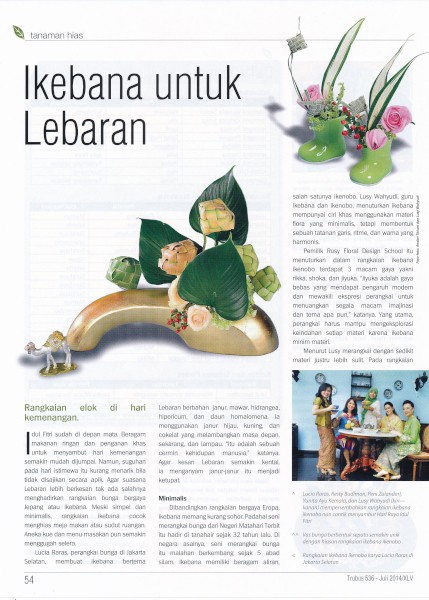 tanaman hias
Ikebana untuk
Lebaran
Rangkaian elok di hari
kemenangan.
Idul Fitri sudah di depan mata. Beragam
makanan ringan dan penganan khas
untuk menyambut hari kemenangan
semakin mudah dijumpai. Namun, suguhan
pada hari istimewa itu kurang menarik bila
tidak disajikan secara apik. Agar suasana
Lebaran lebih berkesan tak ada salahnya
menghadirkan rangkaian bunga bergaya
Jepang atau ikebana. Meski simpel dan
minimalis, rangkaian ikebana cocok
menghias meja makan atau sudut ruangan.
Aneka kue dan menu masakan pun semakin
menggugah selera.
Lucia Raras, perangkai bunga di Jakarta
Selatan, membuat ikebana bertema
Lebaran berbahan janur, mawar, hidrangea,
hipericum, dan daun homalomena. Ia
menggunakan janur hijau, kuning, dan
cokelat yang melambangkan masa depan,
sekarang, dan lampau. "Itu adalah sebuah
cermin kehidupan manusia," katanya.
Agar kesan Lebaran semakin kental,
ia menganyam janur-janur itu menjadi
ketupat.
Minimalis
Dibandingkan rangkaian bergaya Eropa,
ikebana memang kurang sohor. Padahal seni
merangkai bunga dari Negeri Matahari Terbit
itu hadir di tanahair sejak 32 tahun lalu. Di
negara asalnya, seni merangkai bunga
itu malahan berkembang sejak 5 abad
silam. Ikebana memiliki beragam aliran,
salah satunya ikenobo. Lusy Wahyudi, guru
ikebana dan ikenobo, menuturkan ikebana
mempunyai ciri khas menggunakan materi
flora yang minimalis, tetapi membentuk
sebuah tatanan garis, ritme, dan warna yang
harmonis.
Pemilik Rusy Floral Design School itu
menuturkan dalam rangkaian ikebana
ikenobo terdapat 3 macam gaya yakni
rikka, shoka, dan jiyuka. "Jiyuka adalah gaya
bebas yang mendapat pengaruh modern
dan mewakili ekspresi perangkai untuk
menuangkan segala macam imajinasi
dan tema apa pun," katanya. Yang utama,
perangkai harus mampu mengeksplorasi
keindahan setiap materi karena ikebana
minim materi.
Menurut Lusy merangkai dengan sedikit
materi justru lebih sulit. Pada rangkaian
Lucia Raras, Rosy Budiman,
dan Lusy Wahyudi
mempersembahkan rangkaian ikebana
ikenobo nan cantik menyambut Hari Raya Idul
Fitri
Vas bunga berbentuk sepatu semakin unik
dengan hiasan rangkaian ikebana ikenobo
Rangkaian ikebana ikenobo karya Lucia Raras di
Jakarta Selatan
54
Trubus 536 - Juli 2014/XLV